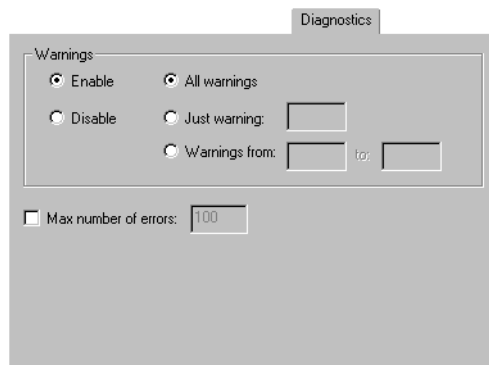 Diagnostics
Warnings
Enable All warnings
Disable Just warning:
Warnings from: to:
Max number of errors: 100